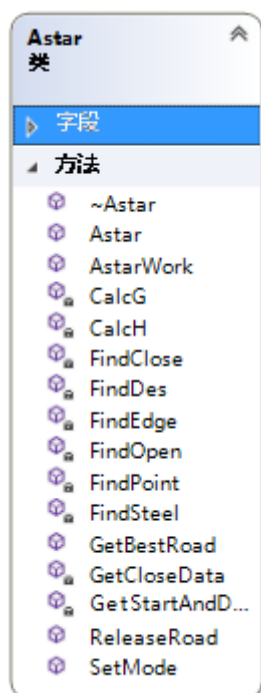 Astar
类
字段
方法
~Astar
Astar
AstarWork
CalcG
CalcH
FindClose
FindDes
FindEdge
FindOpen
FindPoint
FindSteel
GetBestRoad
GetCloseData
GetStartAndD...
ReleaseRoad
SetMode